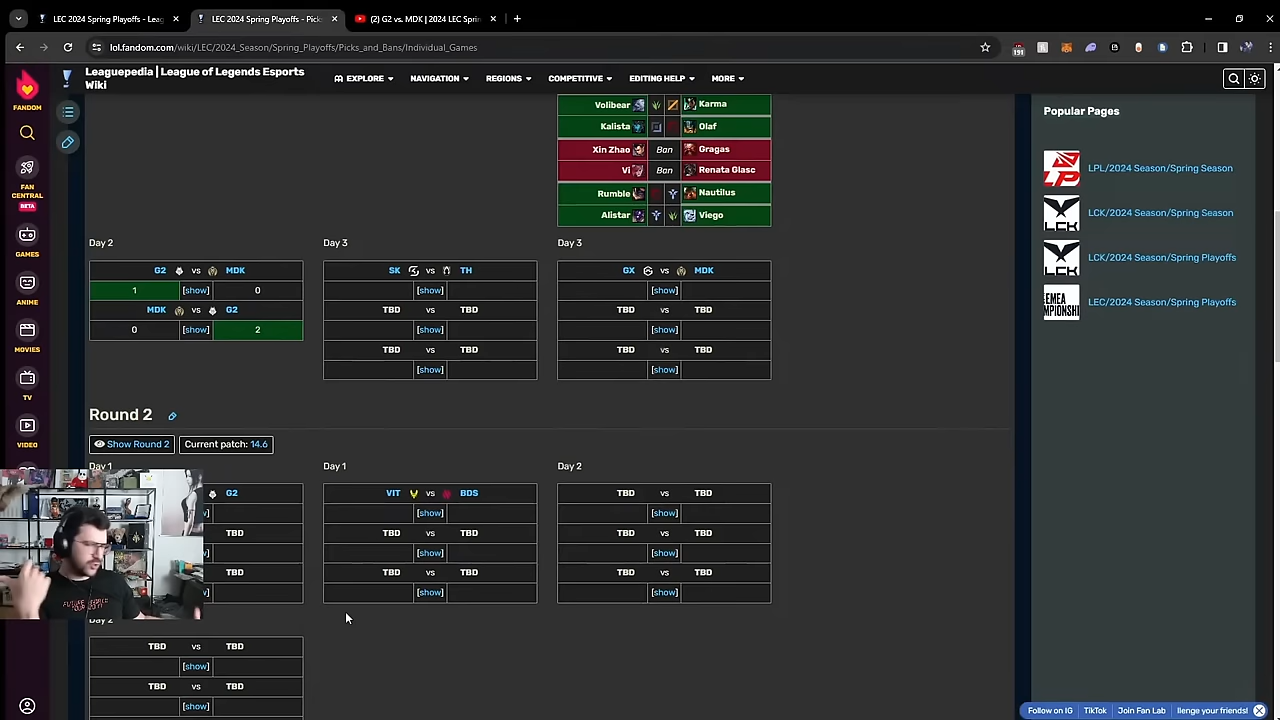 LEC 2024 Spring Playoffs - Leag
LEC 2024 Spring Playoffs - Pick
(2) G2 vs. MDK | 2024 LEC Sprin
lol.fandom.com/wiki/LEC/2024_Season/Spring_Playoffs/Picks_and_Bans/Individual_Games
191
FANDOM
Leaguepedia | League of Legends Esports
Wiki
EXPLORE
NAVIGATION
REGIONS
COMPETITIVE
EDITING HELP
MORE
FAN
CENTRAL
BETA
GAMES
ANIME
MOVIES
TV
VIDEO
Volibear Karma
Kalista Olaf
Xin Zhao Ban Gragas
Vi Ban Renata Glasc
Rumble Nautilus
Alistar Viego
Day 2
G2 vs MDK
1 [show] 0
MDK vs G2
0 [show] 2
Day 3
SK vs TH
[show]
TBD vs TBD
[show]
TBD vs TBD
[show]
Day 3
GX vs MDK
[show]
TBD vs TBD
[show]
TBD vs TBD
[show]
Round 2
Show Round 2
Current patch: 14.6
Day 1
G2
TBD
TBD
Day 1
VIT vs BDS
[show]
TBD vs TBD
[show]
TBD vs TBD
[show]
Day 2
TBD vs TBD
[show]
TBD vs TBD
[show]
TBD vs TBD
[show]
Day 2
TBD vs TBD
[show]
TBD vs TBD
[show]
Popular Pages
LPL/2024 Season/Spring Season
LCK/2024 Season/Spring Season
LCK/2024 Season/Spring Playoffs
LEC/2024 Season/Spring Playoffs
Follow on IG
TikTok
Join Fan Lab
llenge your friends!